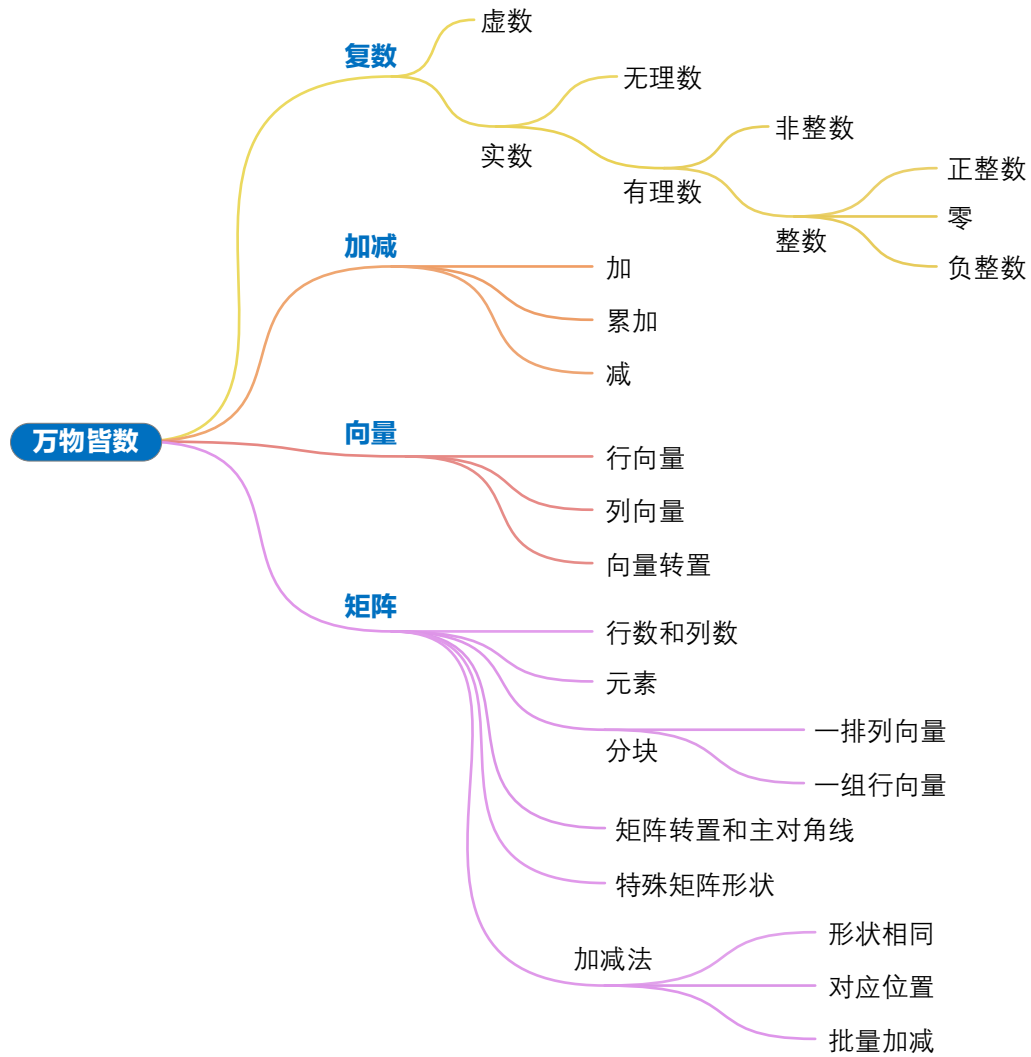 虚数
复数
无理数
实数
非整数
有理数
正整数
整数
零
负整数
加减
加
累加
减
万物皆数
向量
行向量
列向量
向量转置
矩阵
行数和列数
元素
分块
一排列向量
一组行向量
矩阵转置和主对角线
特殊矩阵形状
加减法
形状相同
对应位置
批量加减